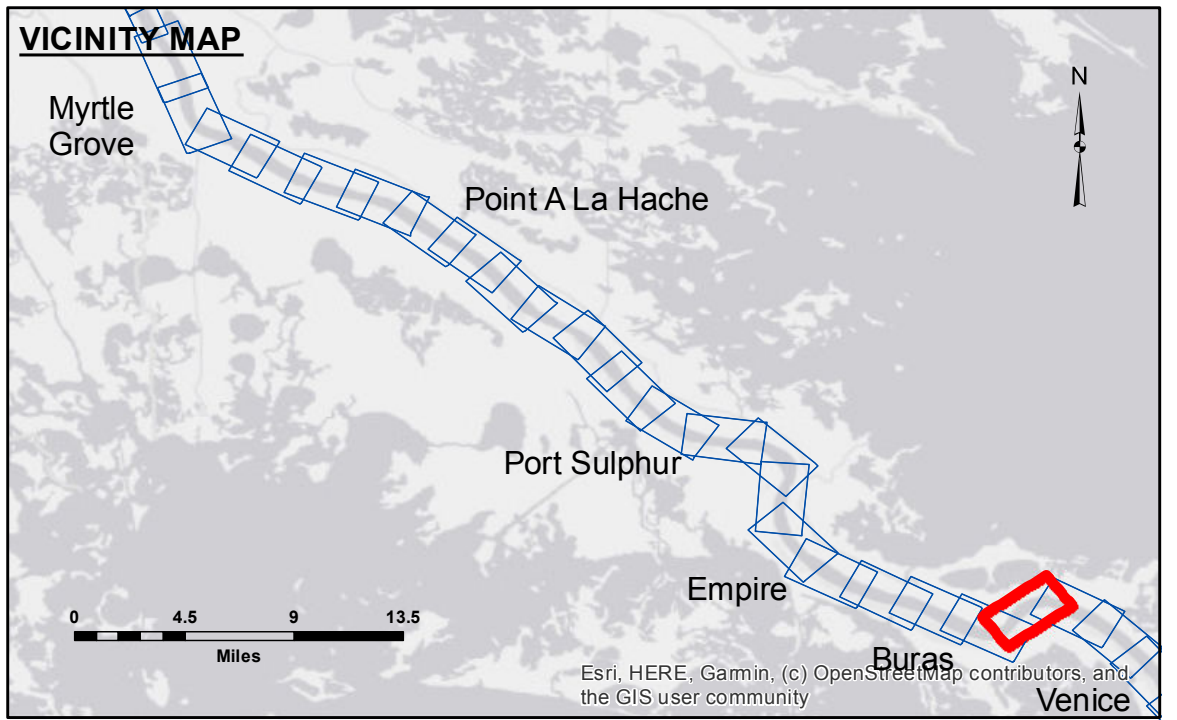 VICINITY MAP
N
Myrtle
Grove
Point A La Hache
Port Sulphur
Empire
0 4.5 9 13.5
Miles
Buras
Esri, HERE, Garmin, (c) OpenStreetMap contributors, and
the GIS user community
Venice